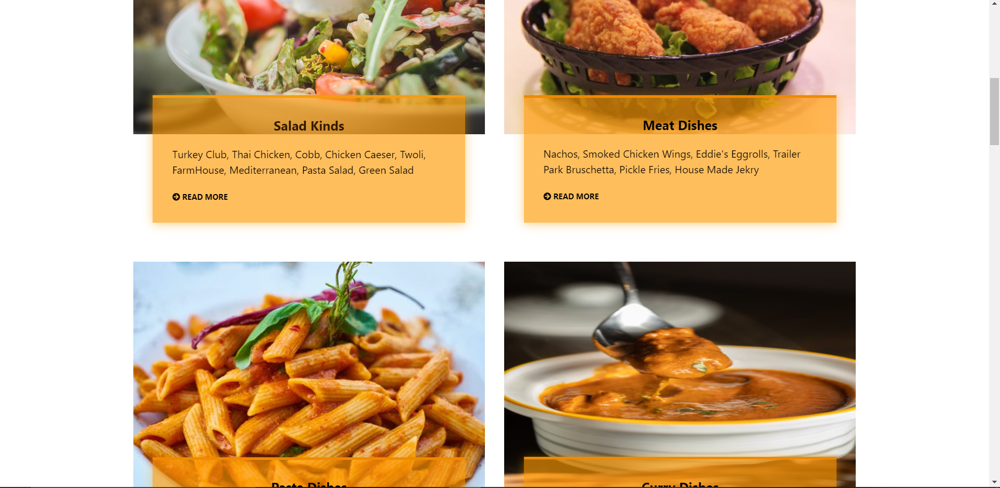 Salad Kinds
Turkey Club, Thai Chicken, Cobb, Chicken Caeser, Twoli,
FarmHouse, Mediterranean, Pasta Salad, Green Salad
READ MORE
Meat Dishes
Nachos, Smoked Chicken Wings, Eddie's Eggrolls, Trailer
Park Bruschetta, Pickle Fries, House Made Jekry
READ MORE
Pasta Dishes
Curry Dishes